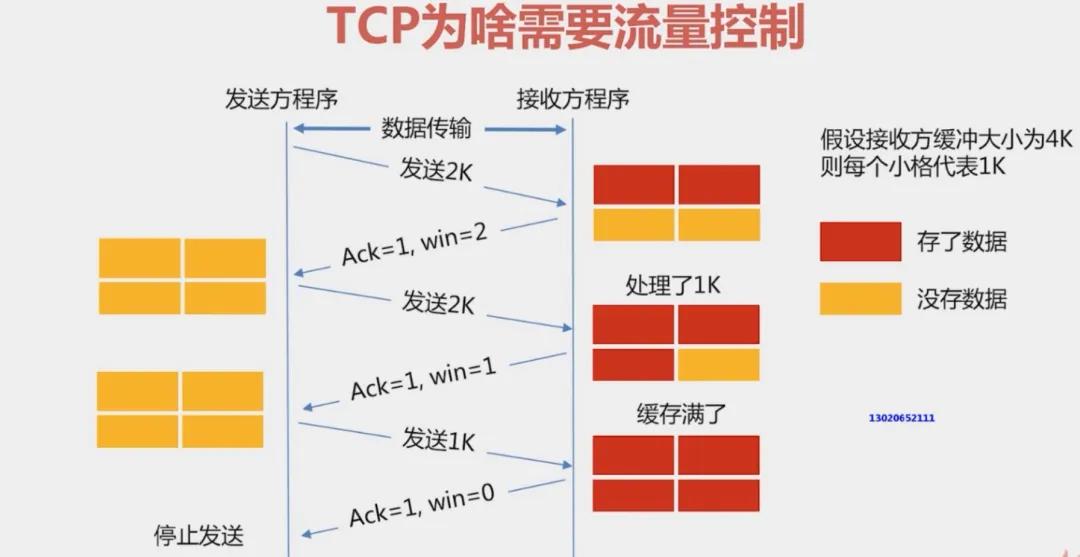 TCP为啥需要流量控制
发送方程序
接收方程序
数据传输
假设接收方缓冲大小为4K
则每个小格代表1K
发送2K
存了数据
Ack=1, win=2
处理了1K
没存数据
发送2K
Ack=1, win=1
缓存满了
13020652111
发送1K
Ack=1, win=0
停止发送